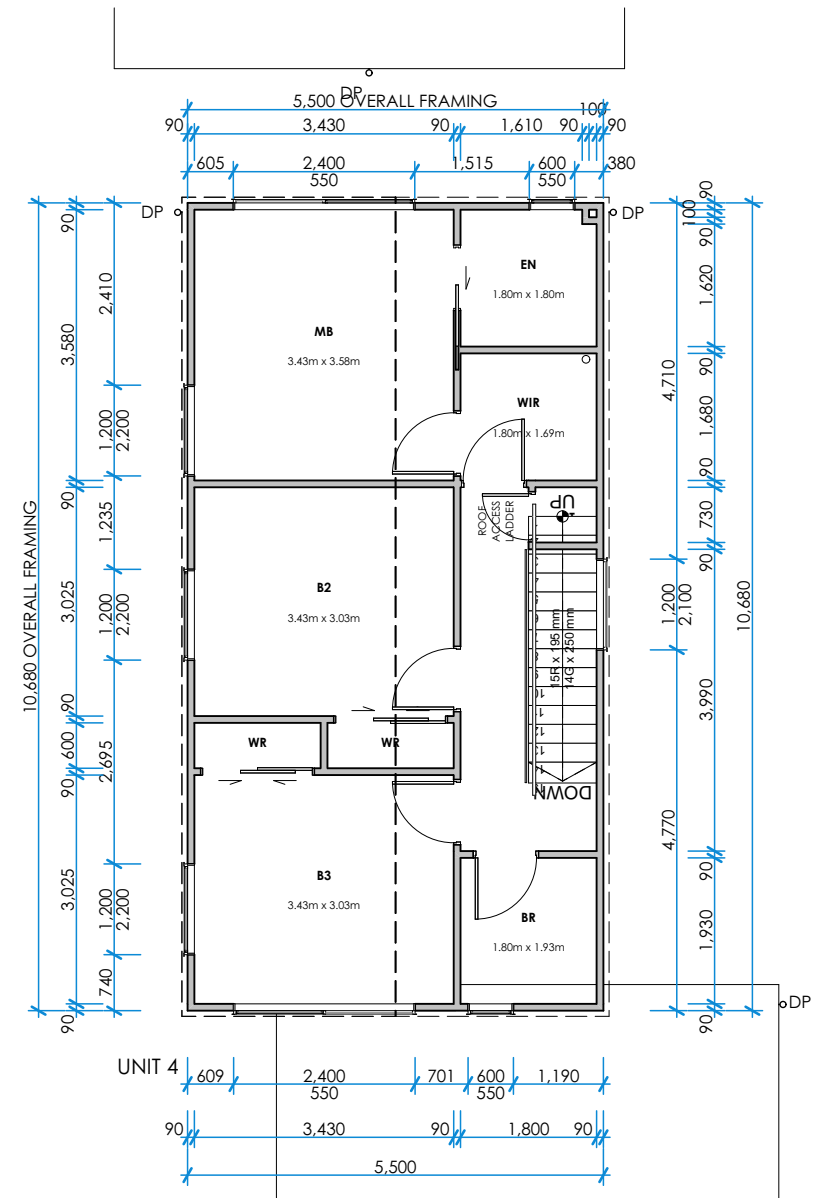 DP
5,500 OVERALL FRAMING
100
90 3,430 90 1,610 90 90
605 2,400 1,515 600 380
550 550
DP
DP
90
2,410
3,580
1,200
2,200
90
1,235
3,025
1,200
2,200
90
600
2,695
90
3,025
1,200
2,200
740
90
10,680 OVERALL FRAMING
MB
3.43m x 3.58m
EN
1.80m x 1.80m
WIR
1.80m x 1.69m
ROOF
ACCESS
LADDER
UP
B2
3.43m x 3.03m
15R x 195 mm
14G x 250 mm
WR
WR
DOWN
B3
3.43m x 3.03m
BR
1.80m x 1.93m
90
100
90
1,620
4,710
90
1,680
90
730
90
1,200
2,100
10,680
3,990
4,770
90
1,930
90
DP
UNIT 4
609 2,400 701 600 1,190
550 550
90 3,430 90 1,800 90
5,500